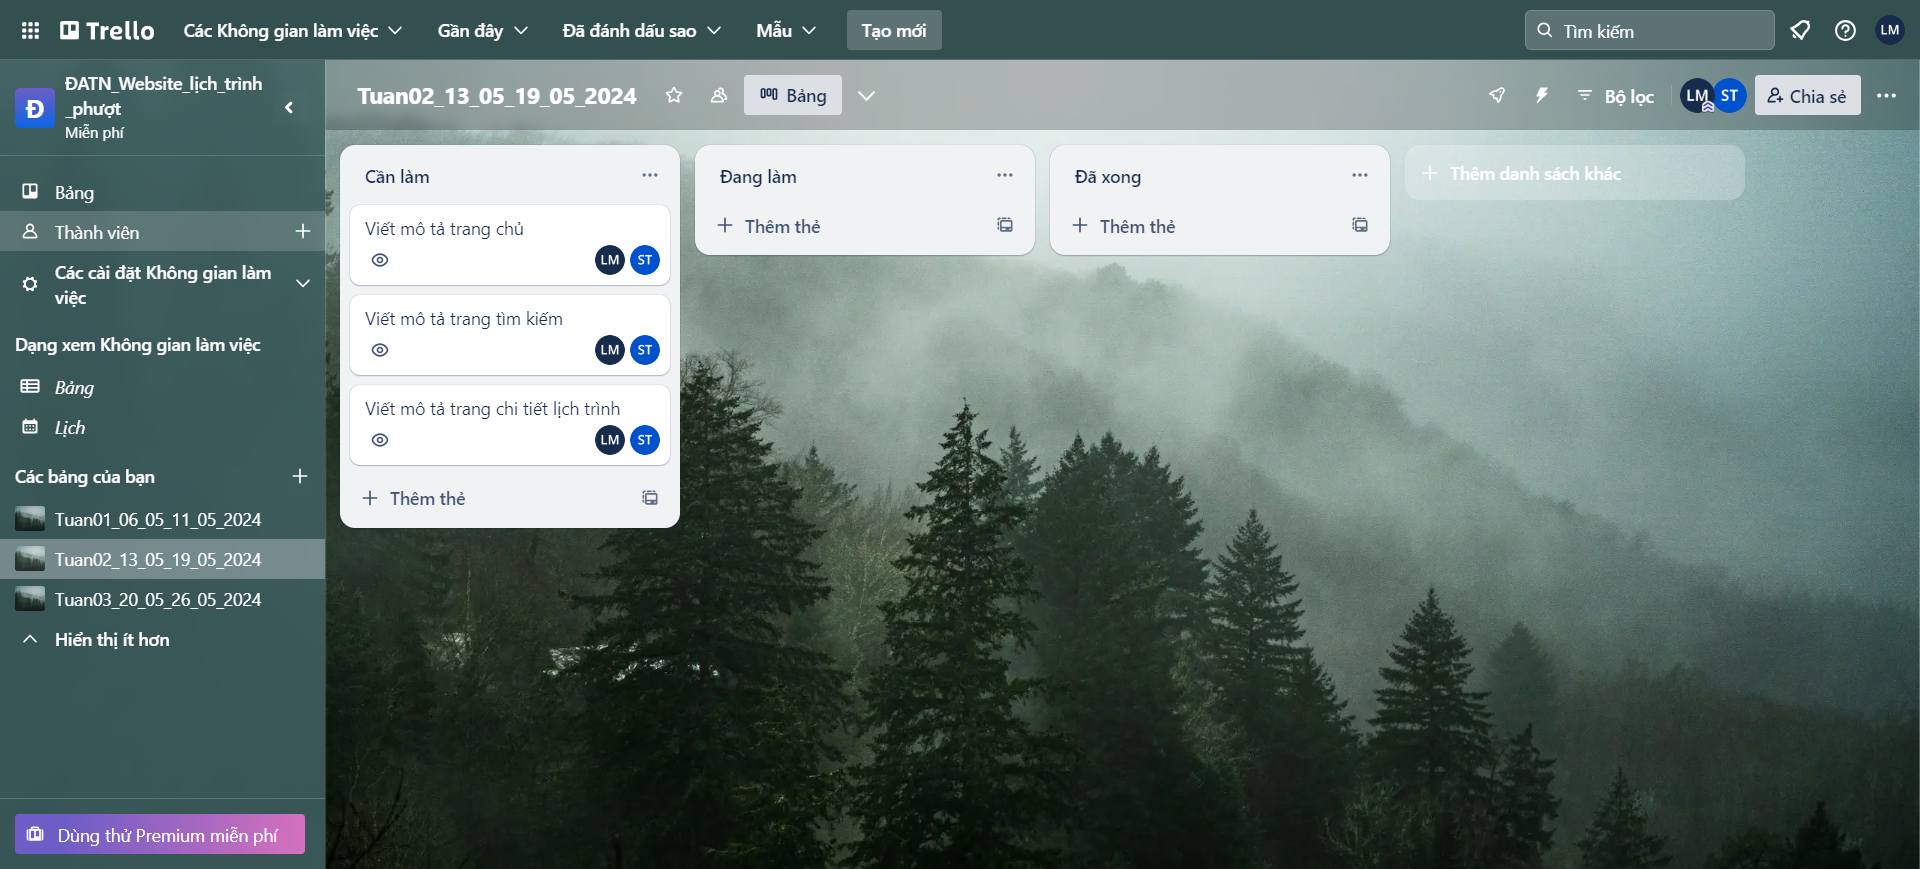 Trello
Các Không gian làm việc
Gần đây
Đã đánh dấu sao
Mẫu
Tạo mới
Tìm kiếm
LM
Đ
ĐATN_Website_lịch_trình
_phượt
Miễn phí
Bảng
Thành viên
Các cài đặt Không gian làm
việc
Dạng xem Không gian làm việc
Bảng
Lịch
Các bảng của bạn
Tuan01_06_05_11_05_2024
Tuan02_13_05_19_05_2024
Tuan03_20_05_26_05_2024
Hiển thị ít hơn
Dùng thử Premium miễn phí
Tuan02_13_05_19_05_2024
Bảng
Bộ lọc
LM
ST
Chia sẻ
Cần làm
Viết mô tả trang chủ
LM
ST
Viết mô tả trang tìm kiếm
LM
ST
Viết mô tả trang chi tiết lịch trình
LM
ST
Thêm thẻ
Đang làm
Thêm thẻ
Đã xong
Thêm thẻ
Thêm danh sách khác